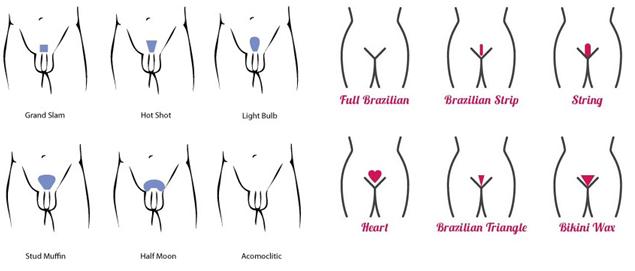 Grand Slam
Hot Shot
Light Bulb
Full Brazilian
Brazilian Strip
String
Stud Muffin
Half Moon
Acomoclitic
Heart
Brazilian Triangle
Bikini Wax